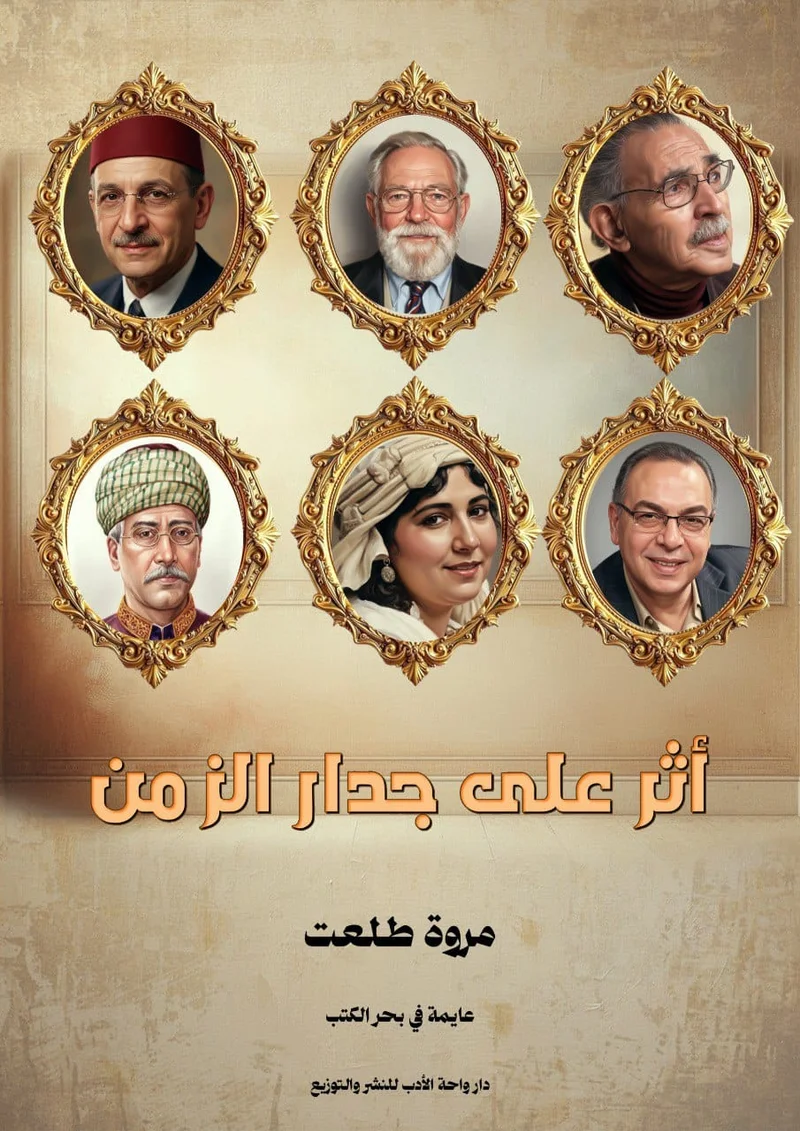 أثر على جدار الزمن
مروة طلعت
عايمة في بحر الكتب
دار واحة الأدب للنشر والتوزيع